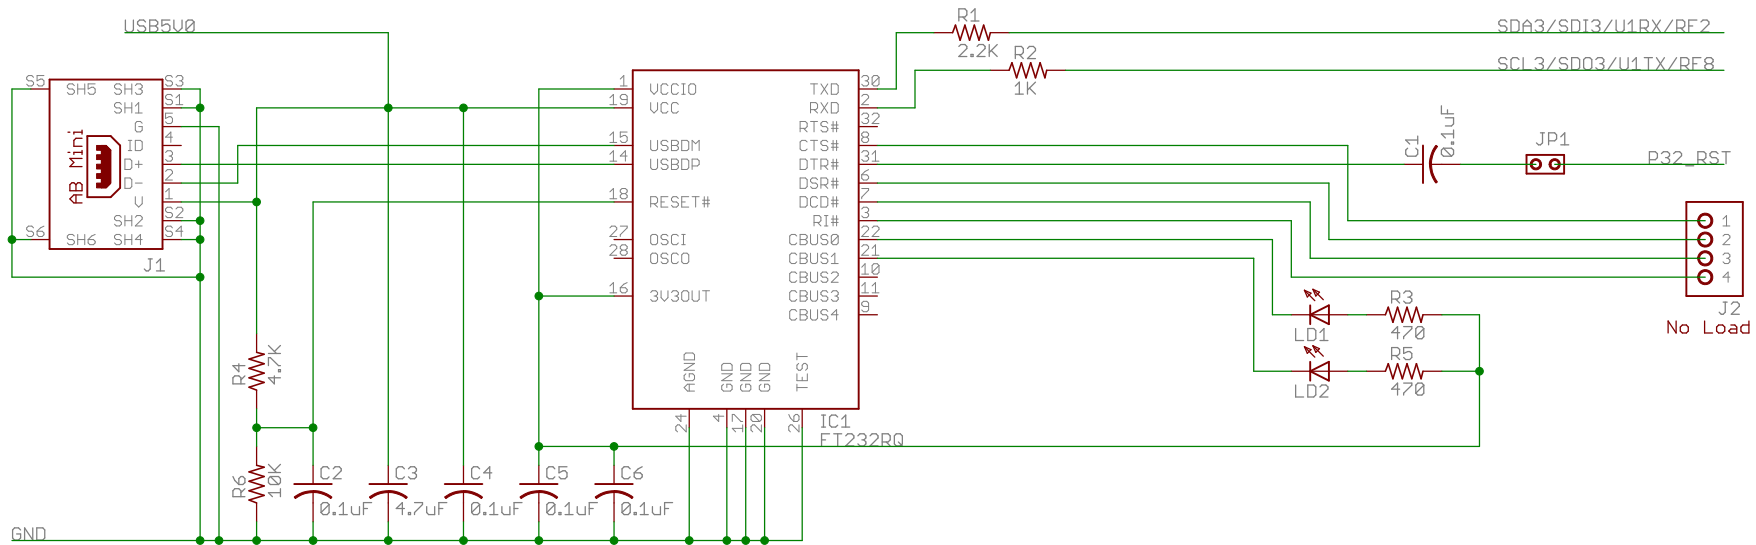 USB5V0
R1
2.2K
SDA3/SDI3/U1RX/RF2
R2
1K
SCL3/SDO3/U1TX/RF8
S5 SH5 SH3 S3
SH1 S1
G 5
ID 4
D+ 3
D- 2
V 1
SH2 S2
S6 SH6 SH4 S4
AB Mini
J1
1 VCCIO TXD 30
19 VCC RXD 2
RTS# 32
15 USBDM CTS# 8
14 USBDP DTR# 31
DSR# 6
18 RESET# DCD# 7
RI# 3
27 OSCI CBUS0 22
28 OSCO CBUS1 21
CBUS2 10
16 3V3OUT CBUS3 11
CBUS4 9
AGND GND GND GND TEST
24 4 17 20 26
IC1
FT232RQ
C1
0.1uF
JP1
P32_RST
1
2
3
4
J2
No Load
LD1
R3
470
LD2
R5
470
R4
4.7K
R6
10K
C2
0.1uF
C3
4.7uF
C4
0.1uF
C5
0.1uF
C6
0.1uF
GND